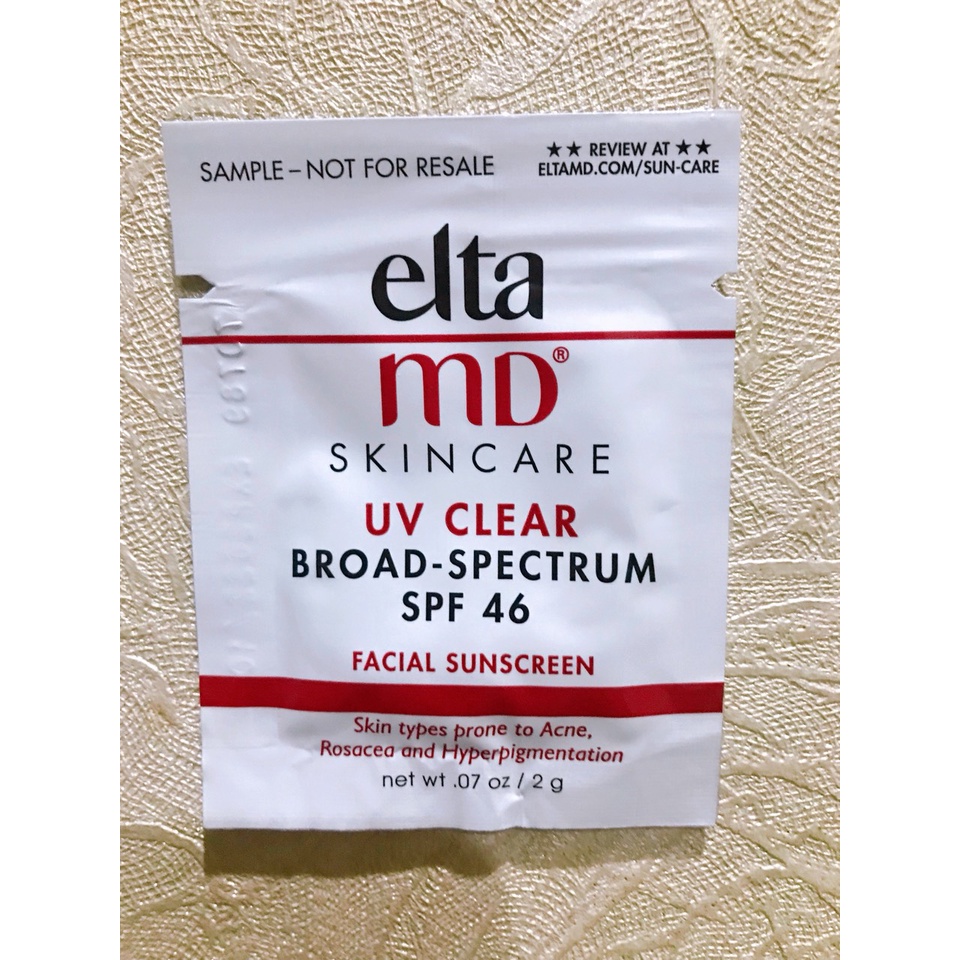 SAMPLE – NOT FOR RESALE
★★ REVIEW AT ★★
ELTAMD.COM/SUN-CARE
elta
MD®
SKINCARE
UV CLEAR
BROAD-SPECTRUM
SPF 46
FACIAL SUNSCREEN
Skin types prone to Acne,
Rosacea and Hyperpigmentation
net wt .07 oz / 2 g